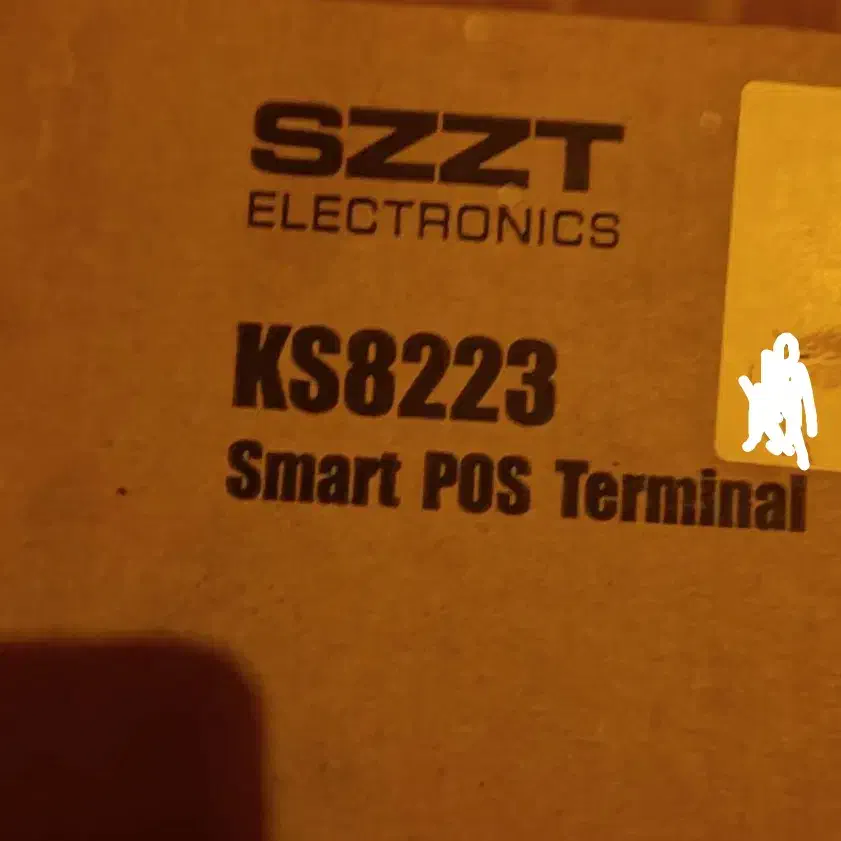 SZZT
ELECTRONICS
KS8223
Smart POS Terminal